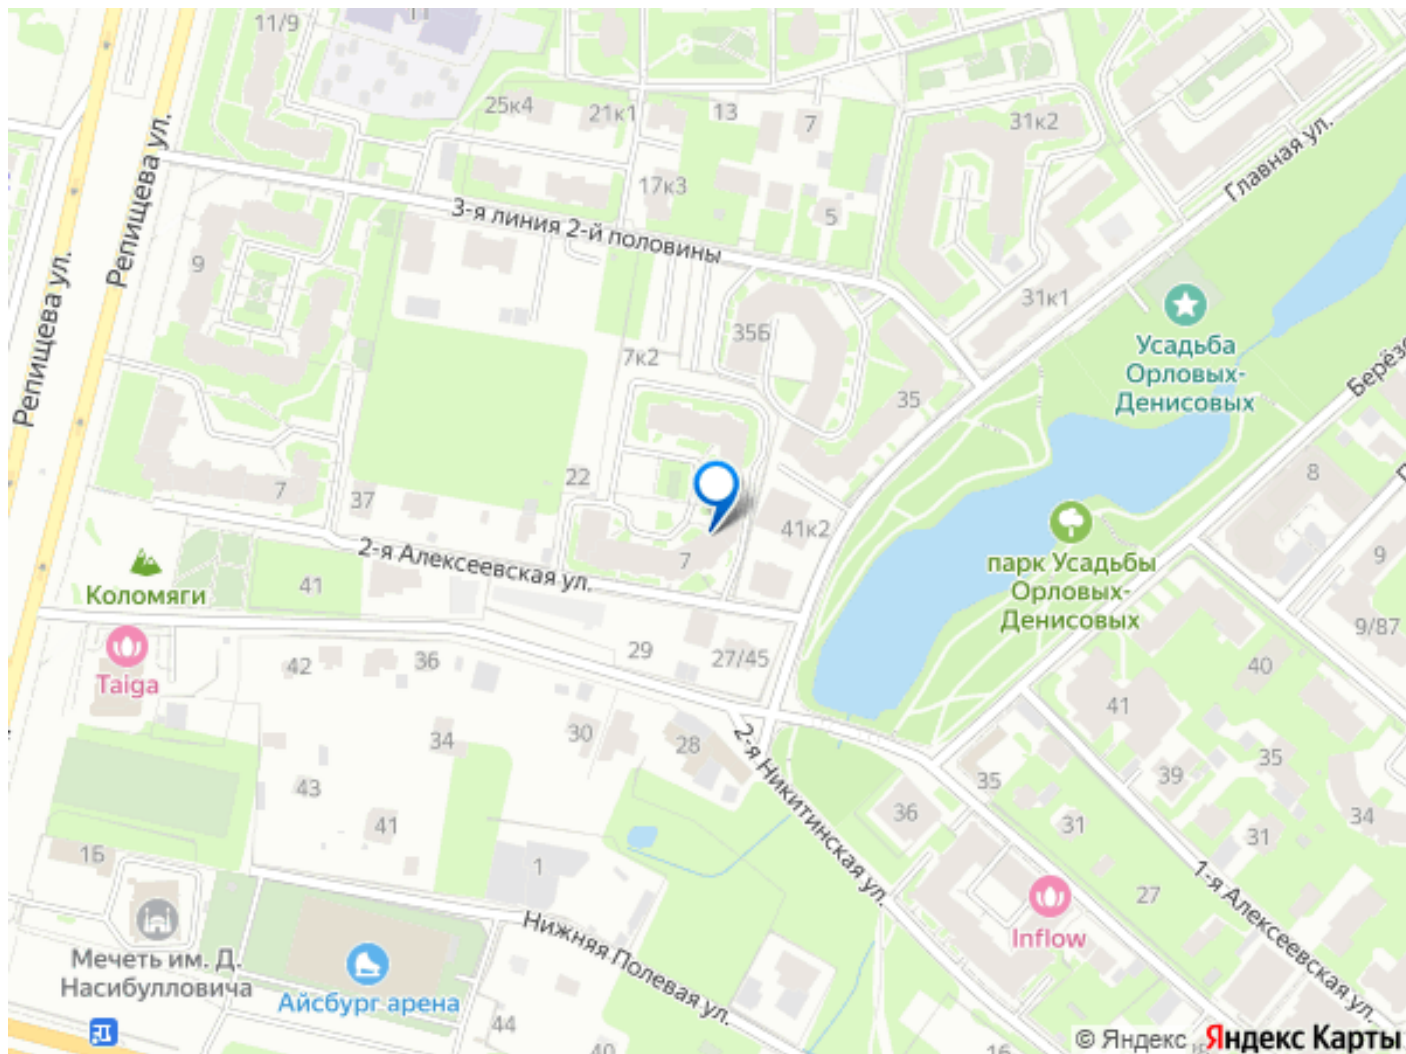 11/9
11
25к4
21к1
13
7
31к2
Главная ул.
Репищева ул.
17к3
5
3-я линия 2-й половины
9
Репищева ул.
31к1
Усадьба
Орловых-
Денисовых
35Б
7к2
35
Берёзо
8
22
7
37
41к2
парк Усадьбы
Орловых-
Денисовых
9
2-я Алексеевская ул.
7
Коломяги
41
9/87
Taiga
42
36
29
27/45
40
41
34
30
28
2-я Никитинская ул.
35
39
35
43
41
36
31
31
34
1Б
1
27
1-я Алексеевская ул.
Inflow
Нижняя Полевая ул.
Мечеть им. Д.
Насибулловича
Айсбург арена
44
40
16
© Яндекс Яндекс Карты